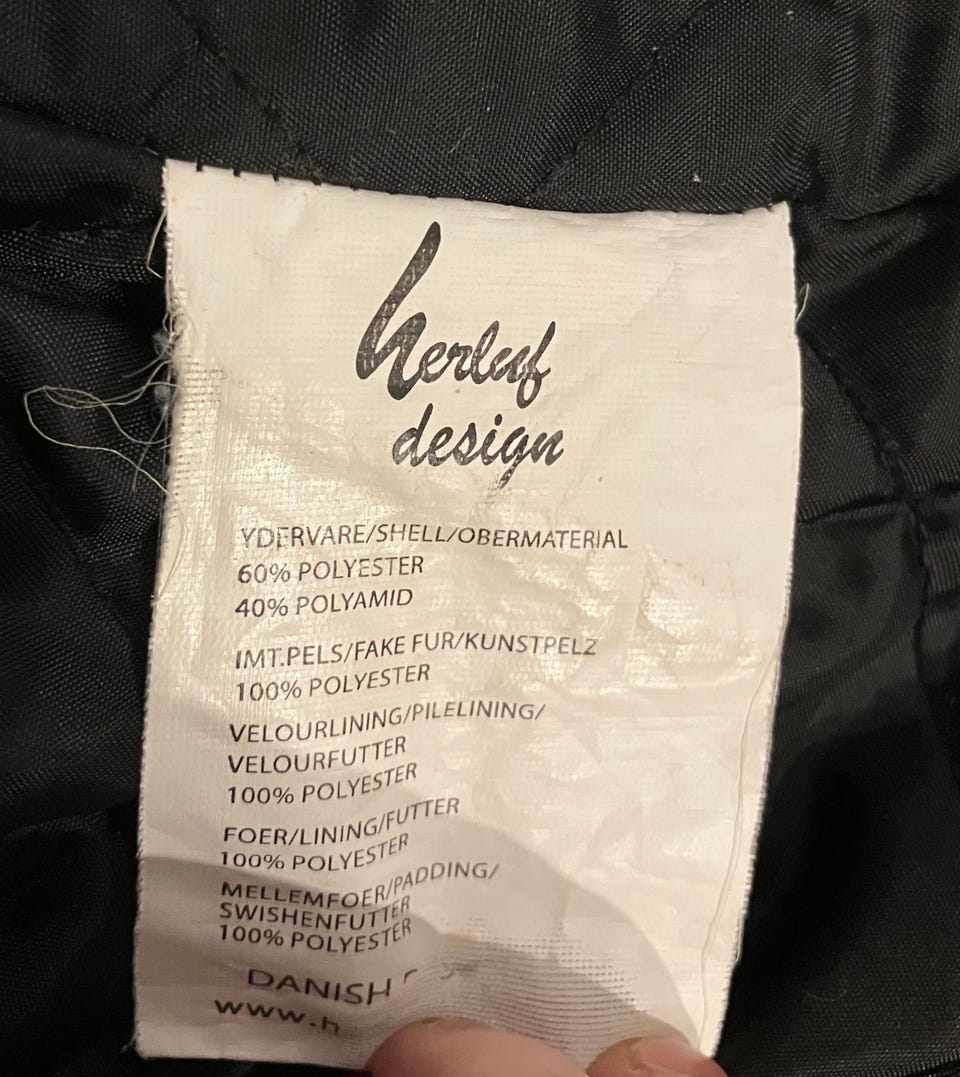 herluf
design
YDERVARE/SHELL/OBERMATERIAL
60% POLYESTER
40% POLYAMID
IMT.PELS/FAKE FUR/KUNSTPELZ
100% POLYESTER
VELOURLINING/PILELINING/
VELOURFUTTER
100% POLYESTER
FOER/LINING/FUTTER
100% POLYESTER
MELLEMFOER/PADDING/
SWISHENFUTTER
100% POLYESTER
DANISH
www.h